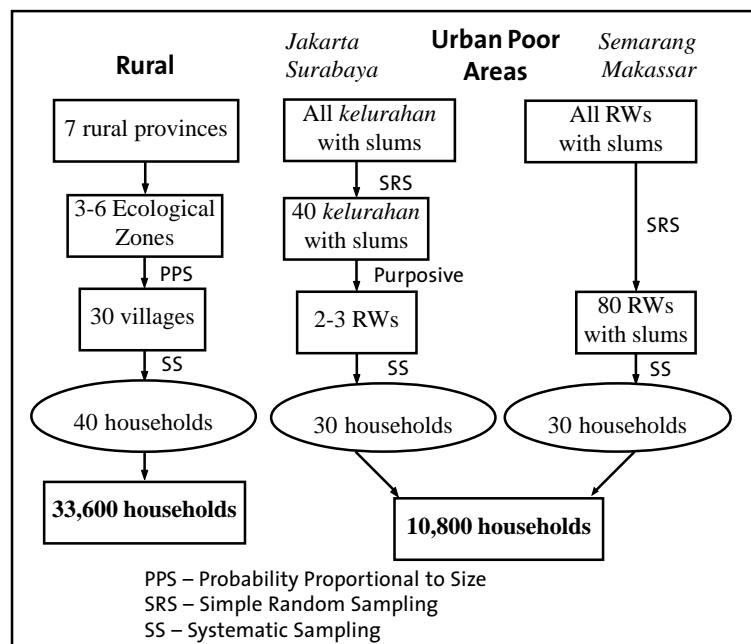 Rural
7 rural provinces
3-6 Ecological
Zones
PPS
30 villages
SS
40 households
33,600 households
Urban Poor
Areas
Jakarta
Surabaya
All kelurahan
with slums
SRS
40 kelurahan
with slums
Purposive
2-3 RWs
SS
30 households
Semarang
Makassar
All RWs
with slums
SRS
80 RWs
with slums
SS
30 households
10,800 households
PPS – Probability Proportional to Size
SRS – Simple Random Sampling
SS – Systematic Sampling